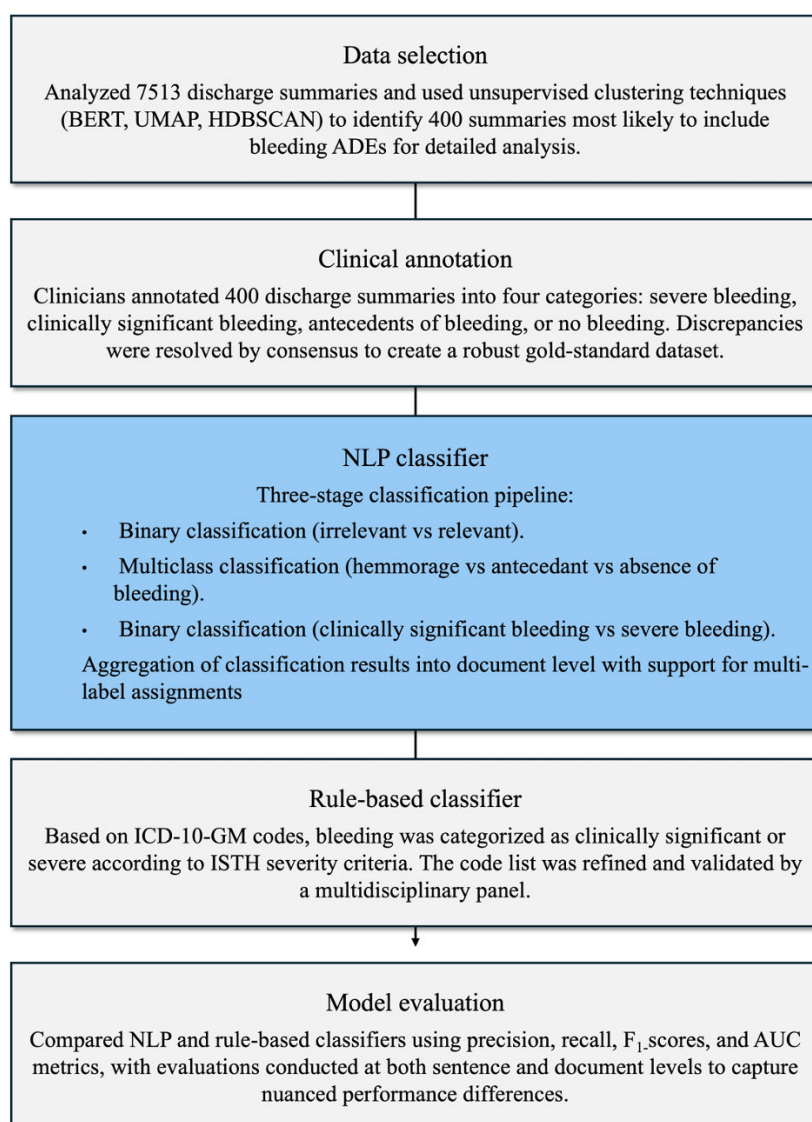 Data selection
Analyzed 7513 discharge summaries and used unsupervised clustering techniques
(BERT, UMAP, HDBSCAN) to identify 400 summaries most likely to include
bleeding ADEs for detailed analysis.
Clinical annotation
Clinicians annotated 400 discharge summaries into four categories: severe bleeding,
clinically significant bleeding, antecedents of bleeding, or no bleeding. Discrepancies
were resolved by consensus to create a robust gold-standard dataset.
NLP classifier
Three-stage classification pipeline:
• Binary classification (irrelevant vs relevant).
• Multiclass classification (hemmorage vs antecedant vs absence of
bleeding).
• Binary classification (clinically significant bleeding vs severe bleeding).
Aggregation of classification results into document level with support for multi-
label assignments
Rule-based classifier
Based on ICD-10-GM codes, bleeding was categorized as clinically significant or
severe according to ISTH severity criteria. The code list was refined and validated by
a multidisciplinary panel.
Model evaluation
Compared NLP and rule-based classifiers using precision, recall, F₁-scores, and AUC
metrics, with evaluations conducted at both sentence and document levels to capture
nuanced performance differences.